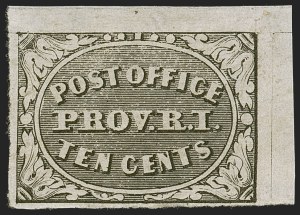 POST OFFICE
PROV. R. I.
TEN CENTS